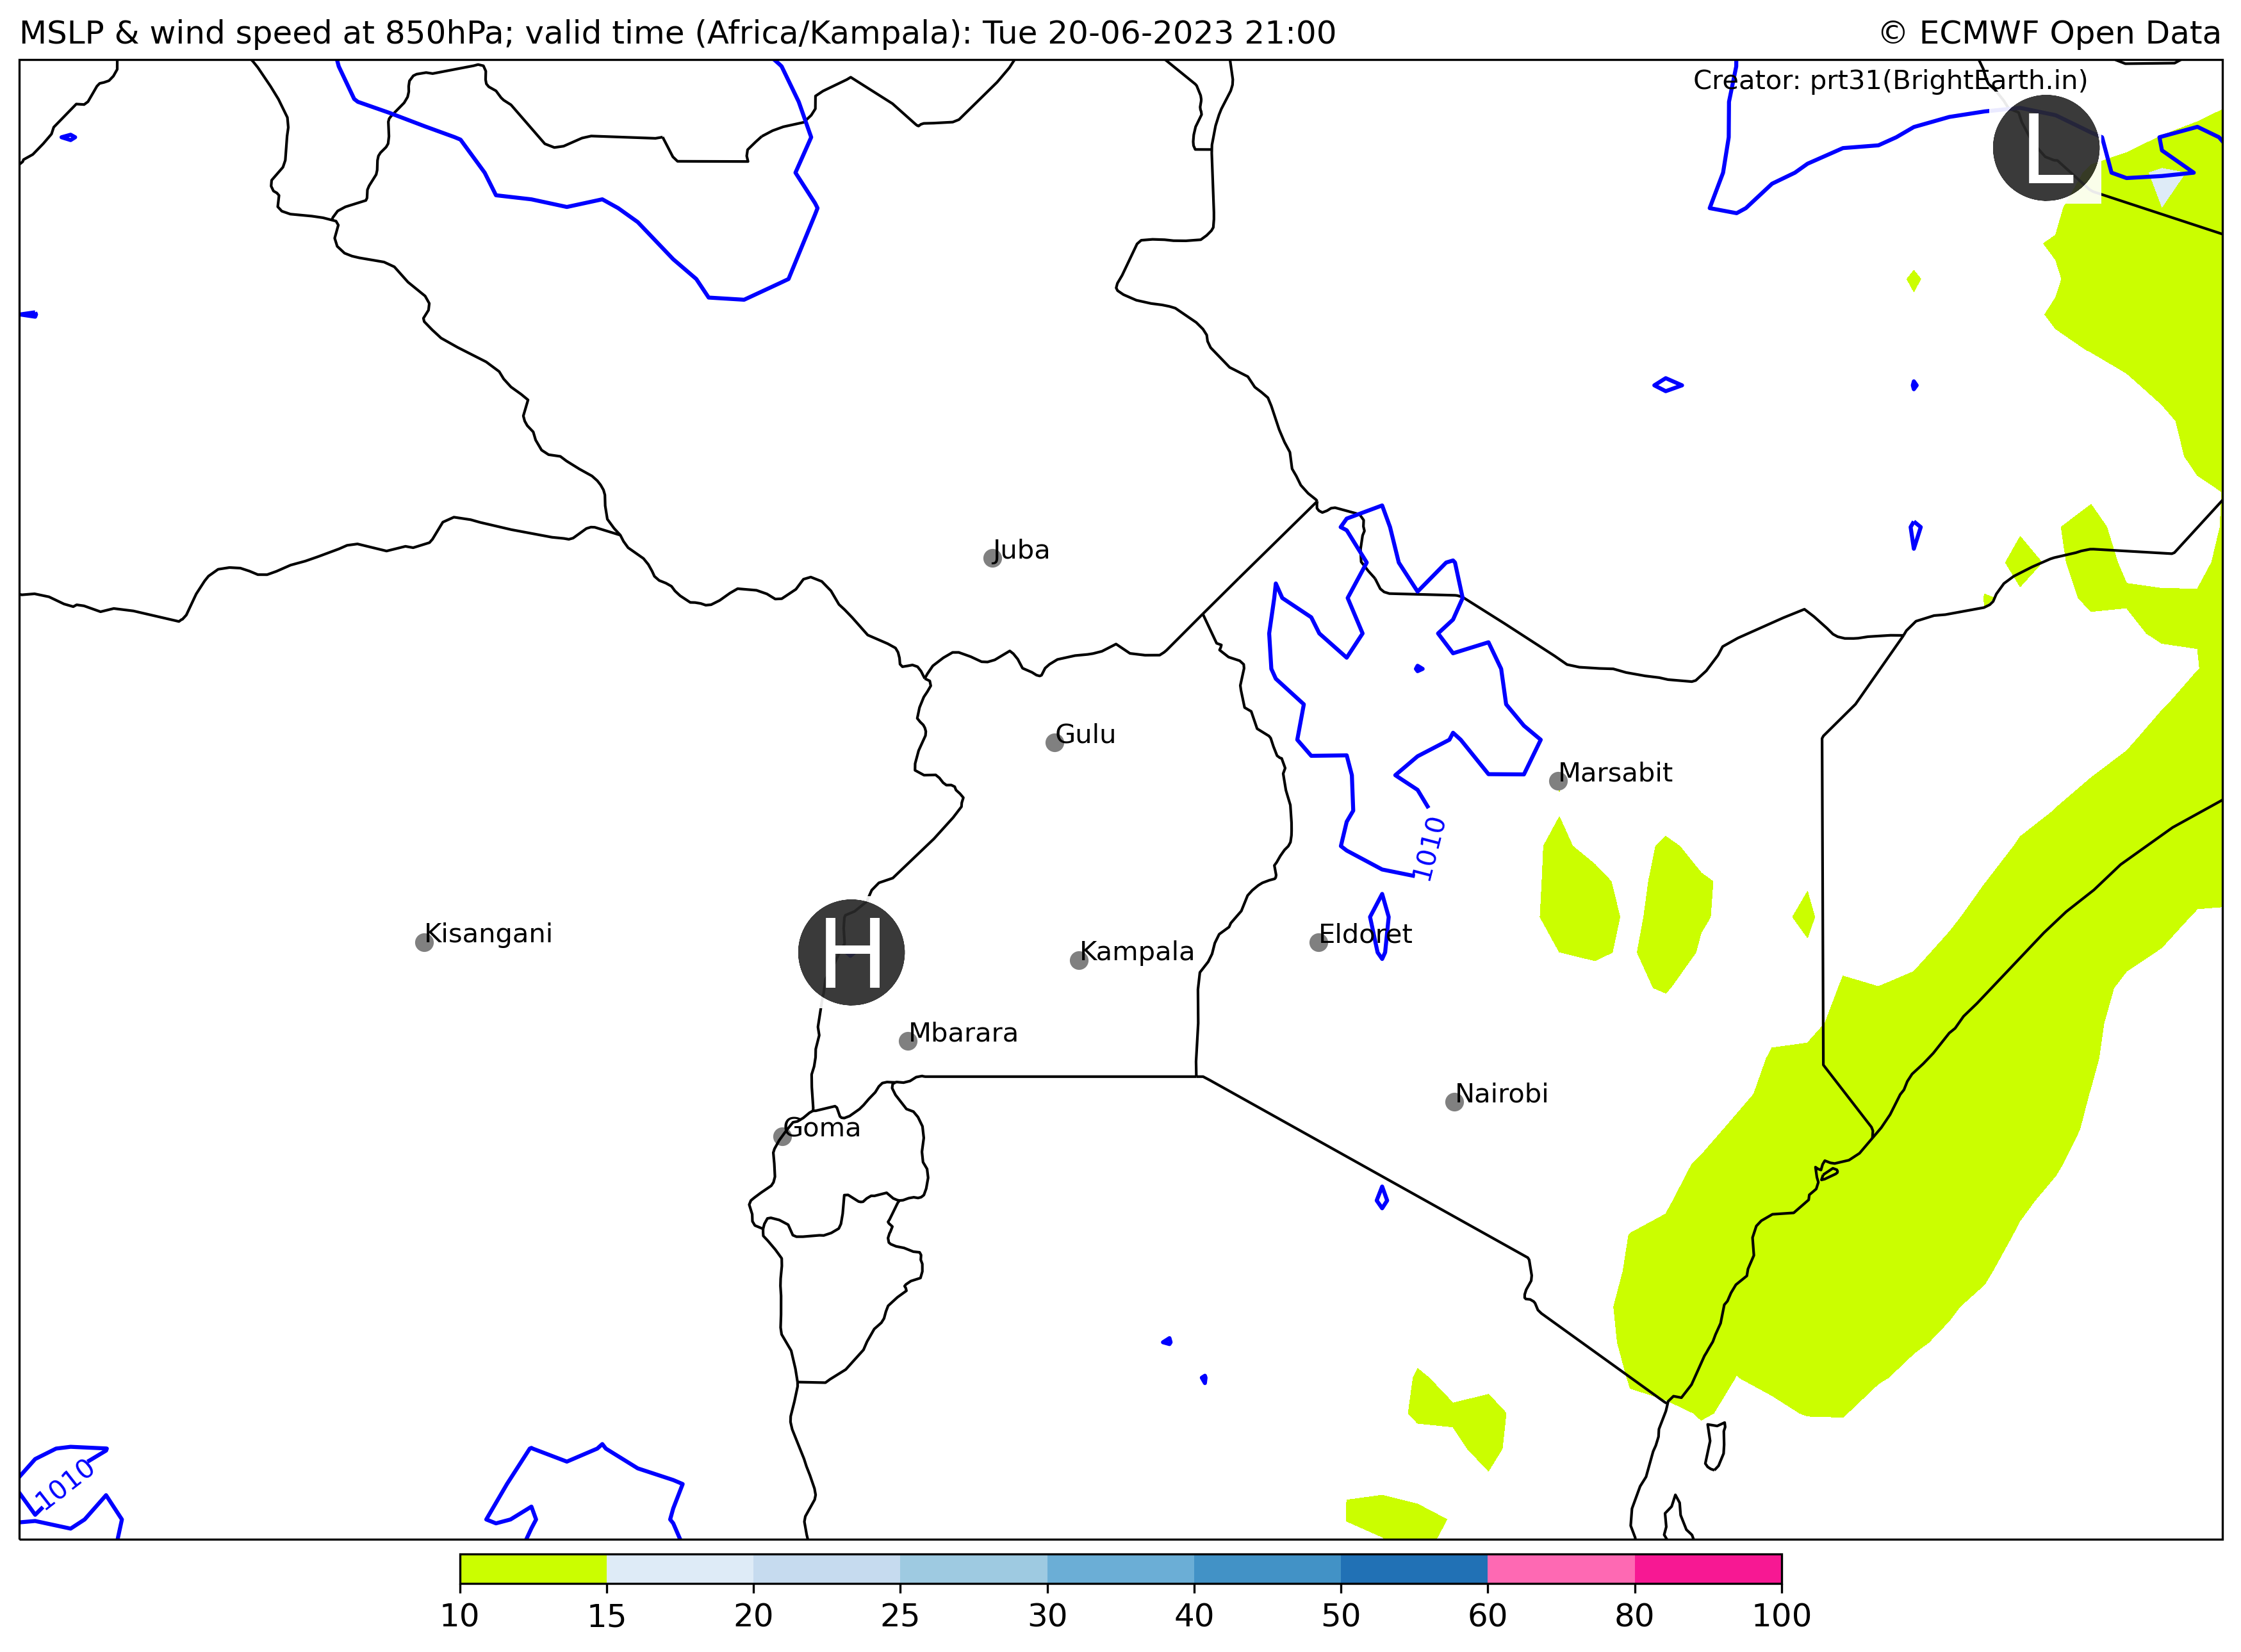 MSLP & wind speed at 850hPa; valid time (Africa/Kampala): Tue 20-06-2023 21:00
© ECMWF Open Data
Creator: prt31(BrightEarth.in)
L
Juba
Gulu
Marsabit
1010
Kisangani
H
Kampala
Eldoret
Mbarara
Nairobi
Goma
1010
10 15 20 25 30 40 50 60 80 100